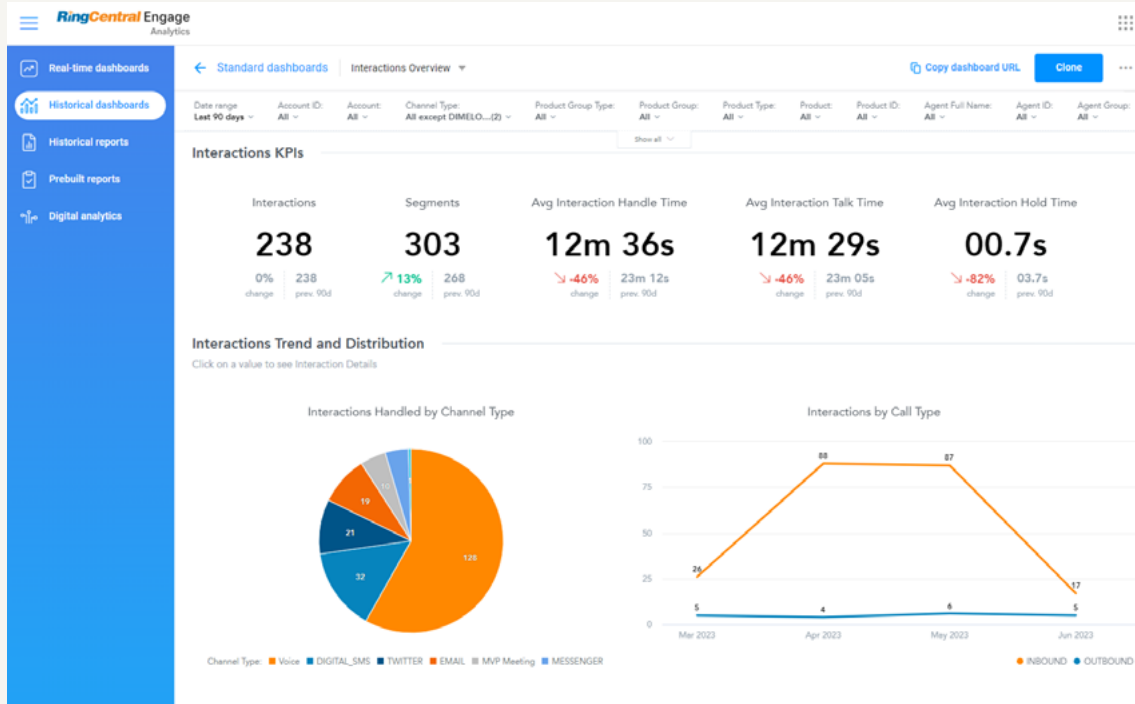 RingCentral Engage
Analytics
Real-time dashboards
Historical dashboards
Historical reports
Prebuilt reports
Digital analytics
Standard dashboards
Interactions Overview
Copy dashboard URL
Clone
Date range
Last 90 days
Account ID:
All
Account:
All
Channel Type:
All except DIMELO....(2)
Product Group Type:
All
Product Group:
All
Product Type:
All
Product:
All
Product ID:
All
Agent Full Name:
All
Agent ID:
All
Agent Group:
All
Show all
Interactions KPIs
Interactions
238
0%
change
238
prev. 90d
Segments
303
13%
change
268
prev. 90d
Avg Interaction Handle Time
12m 36s
-46%
change
23m 12s
prev. 90d
Avg Interaction Talk Time
12m 29s
-46%
change
23m 05s
prev. 90d
Avg Interaction Hold Time
00.7s
-82%
change
03.7s
prev. 90d
Interactions Trend and Distribution
Click on a value to see Interaction Details
Interactions Handled by Channel Type
10
19
21
32
128
Channel Type: Voice DIGITAL_SMS TWITTER EMAIL MVP Meeting MESSENGER
Interactions by Call Type
100
75
50
25
0
26
88
87
17
5
4
6
5
Mar 2023
Apr 2023
May 2023
Jun 2023
INBOUND OUTBOUND